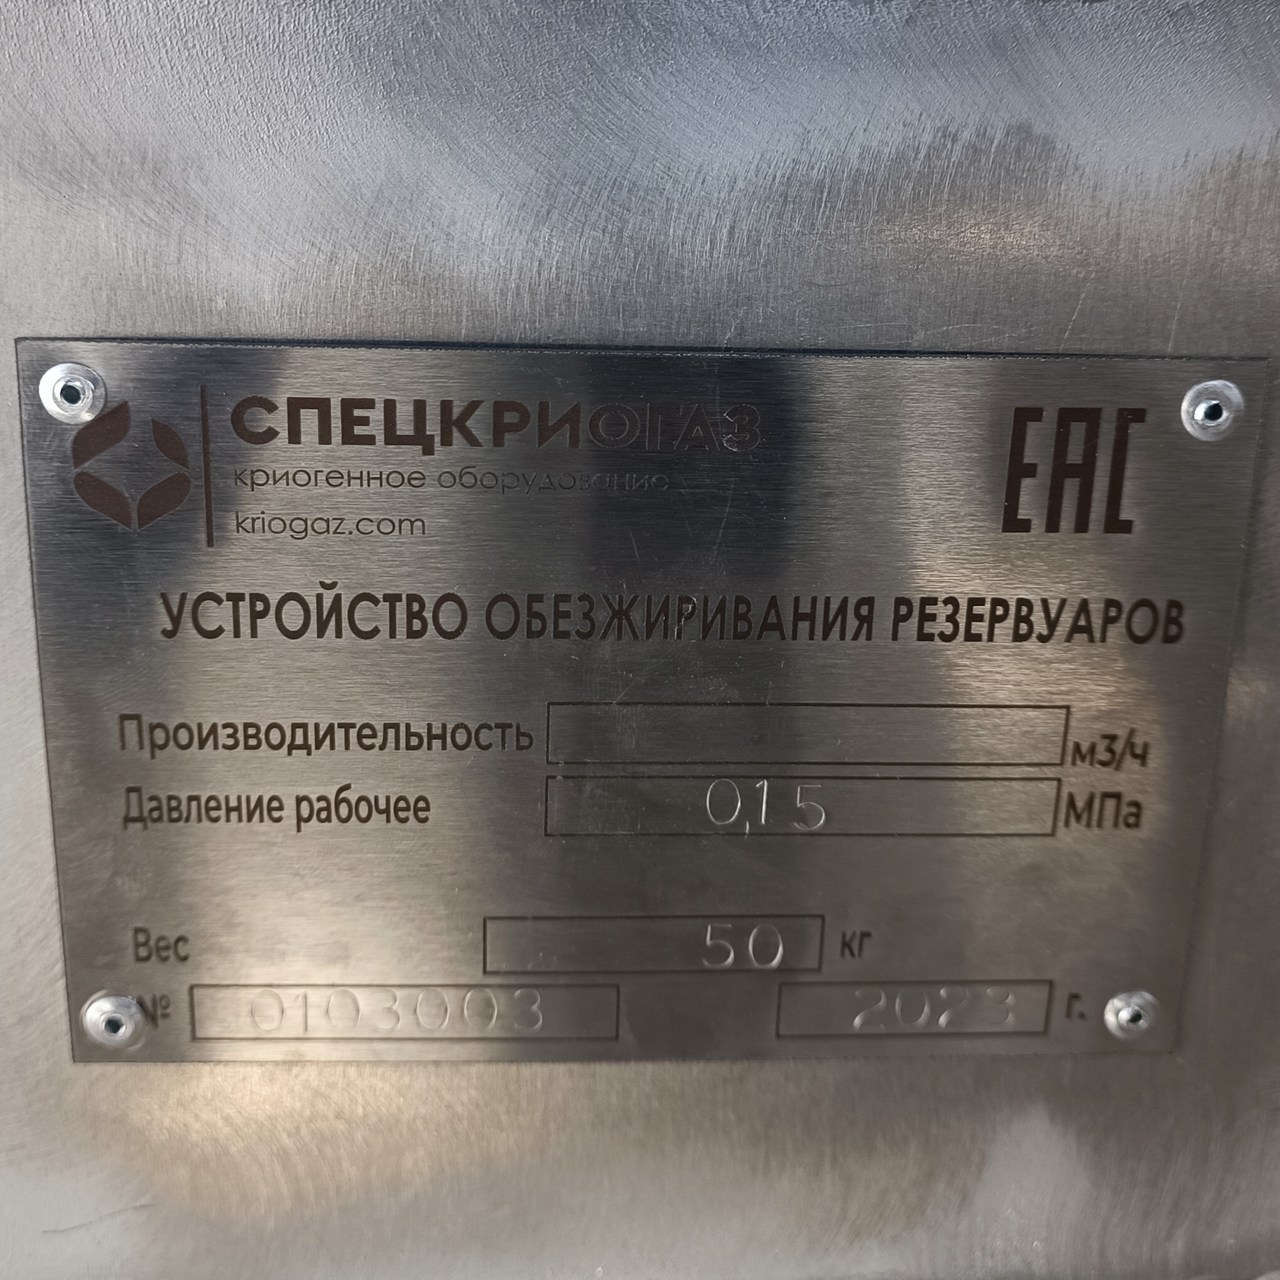 СПЕЦКРИОГАЗ
криогенное оборудование
kriogaz.com
EAC
УСТРОЙСТВО ОБЕЗЖИРИВАНИЯ РЕЗЕРВУАРОВ
Производительность м3/ч
Давление рабочее 0,15 МПа
Вес 50 кг
№ 0103003 2023 г.